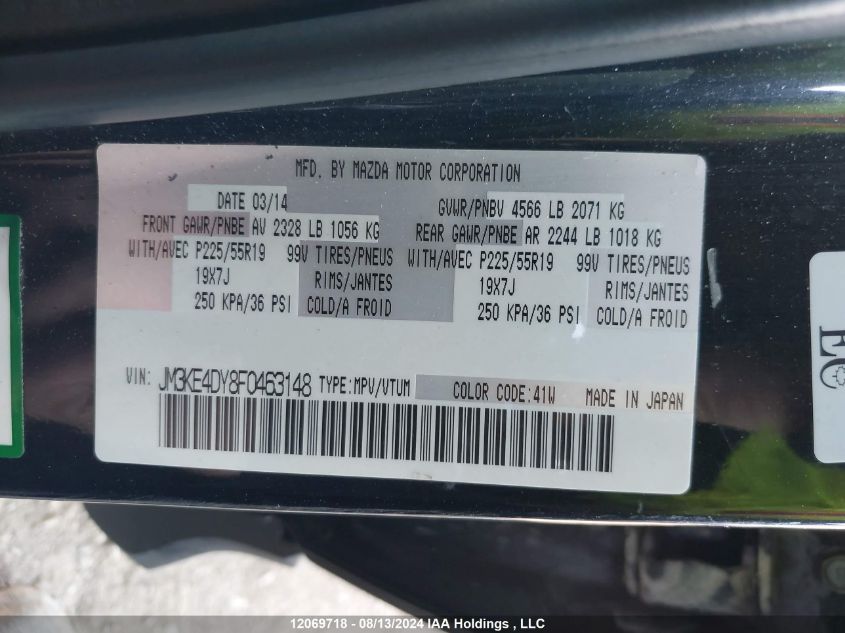 MFD. BY MAZDA MOTOR CORPORATION
DATE 03/14 GVWR/PNBV 4566 LB 2071 KG
FRONT GAWR/PNBE AV 2328 LB 1056 KG REAR GAWR/PNBE AR 2244 LB 1018 KG
WITH/AVEC P225/55R19 99V TIRES/PNEUS WITH/AVEC P225/55R19 99V TIRES/PNEUS
19X7J RIMS/JANTES 19X7J RIMS/JANTES
250 KPA/36 PSI COLD/A FROID 250 KPA/36 PSI COLD/A FROID
VIN: JM3KE4DY8F0463148 TYPE:MPV/VTUM COLOR CODE:41W MADE IN JAPAN
EC
12069718 - 08/13/2024 IAA Holdings , LLC